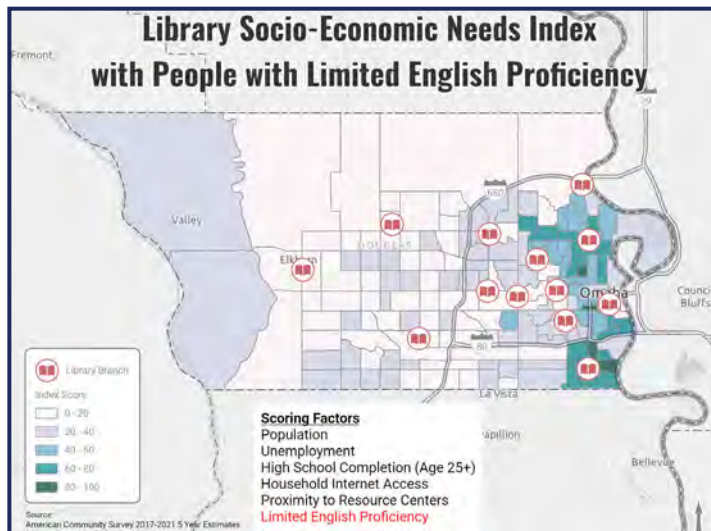 Library Socio-Economic Needs Index
with People with Limited English Proficiency
Fremont
29
680
Valley
DOUGLAS
Elkhorn
Omaha
Council
Bluffs
80
La Vista
Papillion
Bellevue
Library Branch
Index Score
0 - 20
20 - 40
40 - 60
60 - 80
80 - 100
Scoring Factors
Population
Unemployment
High School Completion (Age 25+)
Household Internet Access
Proximity to Resource Centers
Limited English Proficiency
Source:
American Community Survey 2017-2021 5 Year Estimates